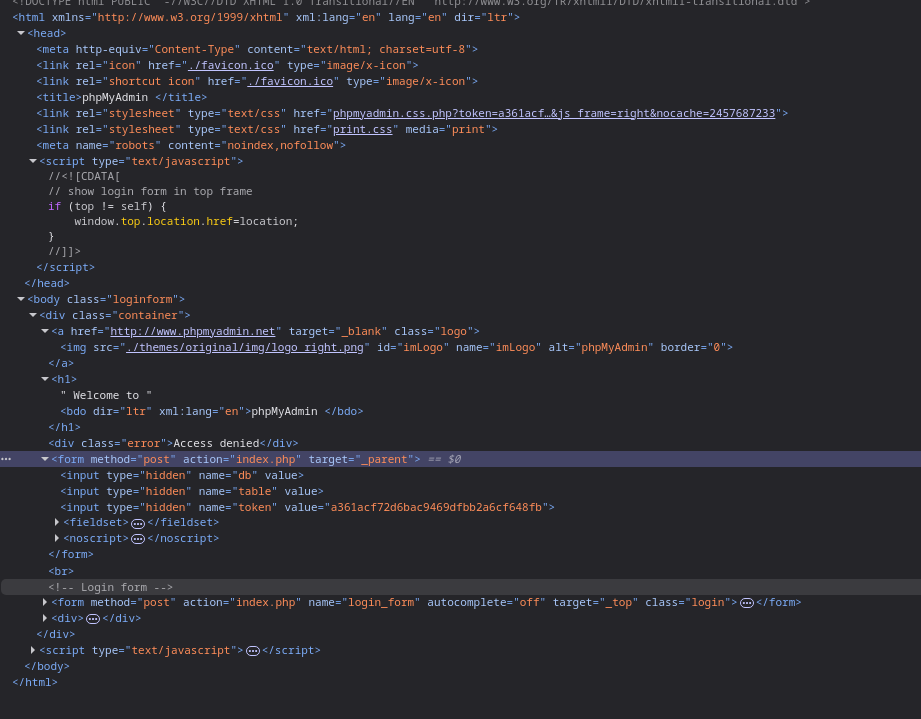 <!DOCTYPE html PUBLIC "-//W3C//DTD XHTML 1.0 Transitional//EN" "http://www.w3.org/TR/xhtml1/DTD/xhtml1-transitional.dtd">
<html xmlns="http://www.w3.org/1999/xhtml" xml:lang="en" lang="en" dir="ltr">
<head>
<meta http-equiv="Content-Type" content="text/html; charset=utf-8">
<link rel="icon" href="./favicon.ico" type="image/x-icon">
<link rel="shortcut icon" href="./favicon.ico" type="image/x-icon">
<title>phpMyAdmin </title>
<link rel="stylesheet" type="text/css" href="phpmyadmin.css.php?token=a361acf…&js_frame=right&nocache=2457687233">
<link rel="stylesheet" type="text/css" href="print.css" media="print">
<meta name="robots" content="noindex,nofollow">
<script type="text/javascript">
//<![CDATA[
// show login form in top frame
if (top != self) {
window.top.location.href=location;
}
//]]>
</script>
</head>
<body class="loginform">
<div class="container">
<a href="http://www.phpmyadmin.net" target="_blank" class="logo">
<img src="./themes/original/img/logo_right.png" id="imLogo" name="imLogo" alt="phpMyAdmin" border="0">
</a>
<h1>
" Welcome to "
<bdo dir="ltr" xml:lang="en">phpMyAdmin </bdo>
</h1>
<div class="error">Access denied</div>
<form method="post" action="index.php" target="_parent"> == $0
<input type="hidden" name="db" value>
<input type="hidden" name="table" value>
<input type="hidden" name="token" value="a361acf72d6bac9469dfbb2a6cf648fb">
<fieldset>…</fieldset>
<noscript>…</noscript>
</form>
<br>
<!-- Login form -->
<form method="post" action="index.php" name="login_form" autocomplete="off" target="_top" class="login">…</form>
<div>…</div>
</div>
<script type="text/javascript">…</script>
</body>
</html>